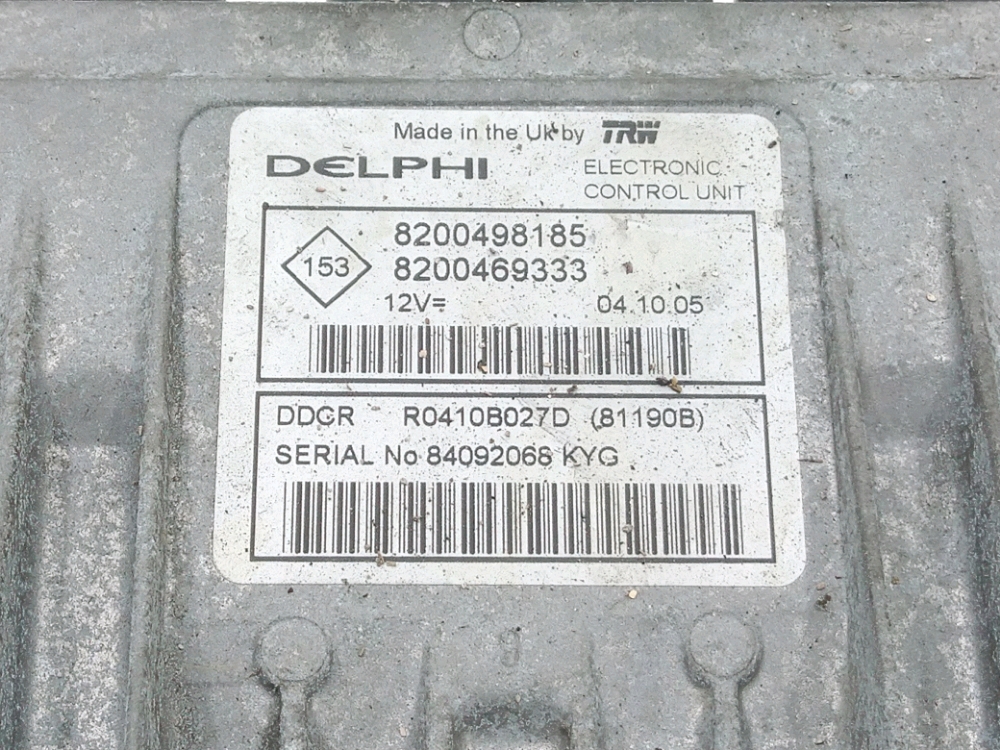 Made in the UK by TRW
DELPHI ELECTRONIC
CONTROL UNIT
8200498185
153
8200469333
12V= 04.10.05
DDCR R0410B027D (81190B)
SERIAL No 84092068 KYG